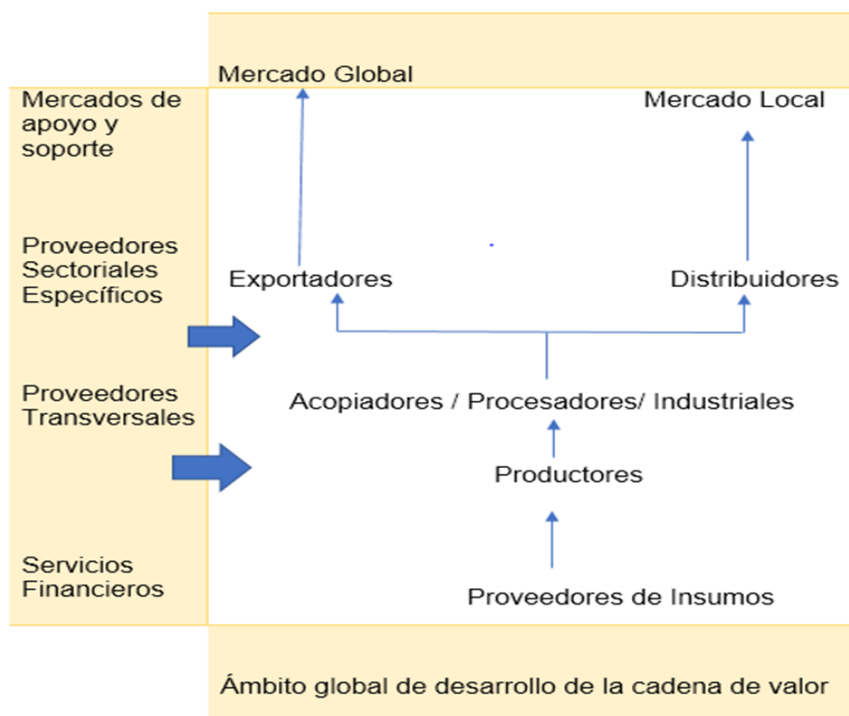 Mercado Global
Mercados de
apoyo y
soporte
Mercado Local
Proveedores
Sectoriales
Específicos
Exportadores
Distribuidores
Proveedores
Transversales
Acopiadores / Procesadores/ Industriales
Productores
Servicios
Financieros
Proveedores de Insumos
Ámbito global de desarrollo de la cadena de valor